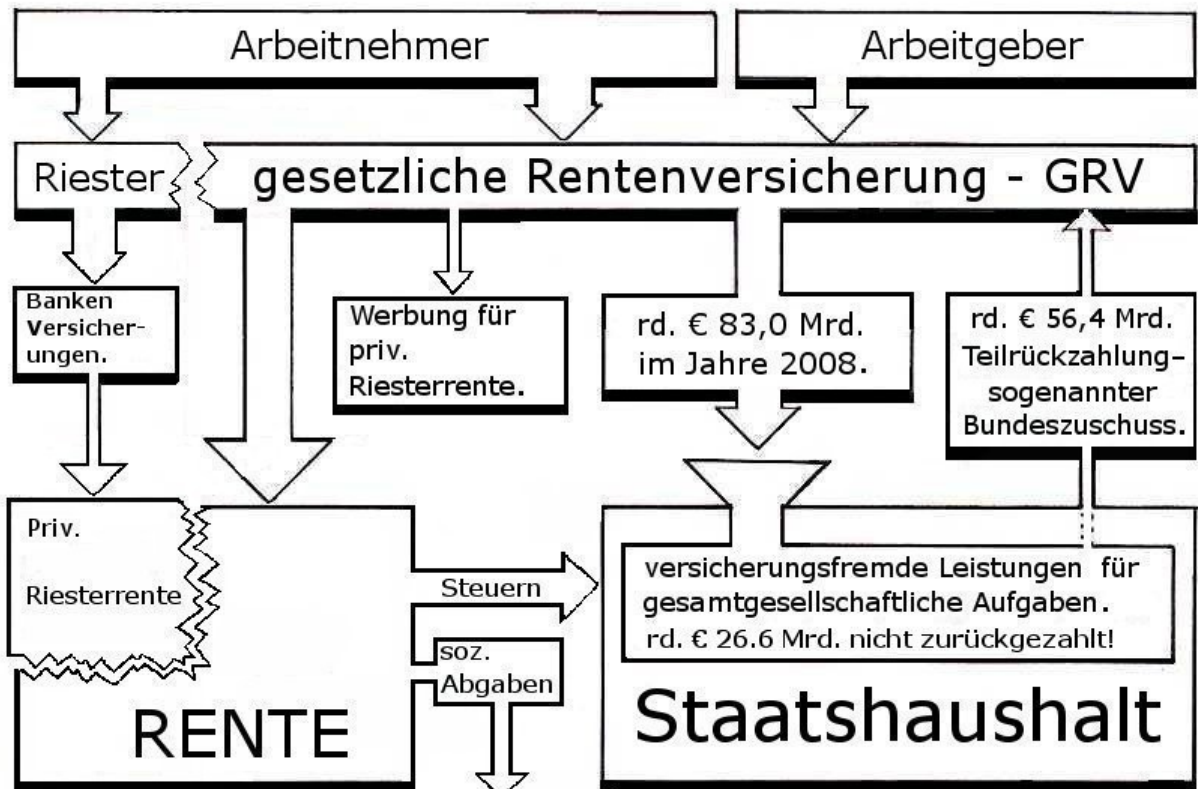 Arbeitnehmer
Arbeitgeber
Riester
gesetzliche Rentenversicherung - GRV
Banken
Versicher-
ungen.
Werbung für
priv.
Riesterrente.
rd. € 83,0 Mrd.
im Jahre 2008.
rd. € 56,4 Mrd.
Teilrückzahlung-
sogenannter
Bundeszuschuss.
Priv.
Riesterrente
RENTE
Steuern
soz.
Abgaben
versicherungsfremde Leistungen für
gesamtgesellschaftliche Aufgaben.
rd. € 26.6 Mrd. nicht zurückgezahlt!
Staatshaushalt